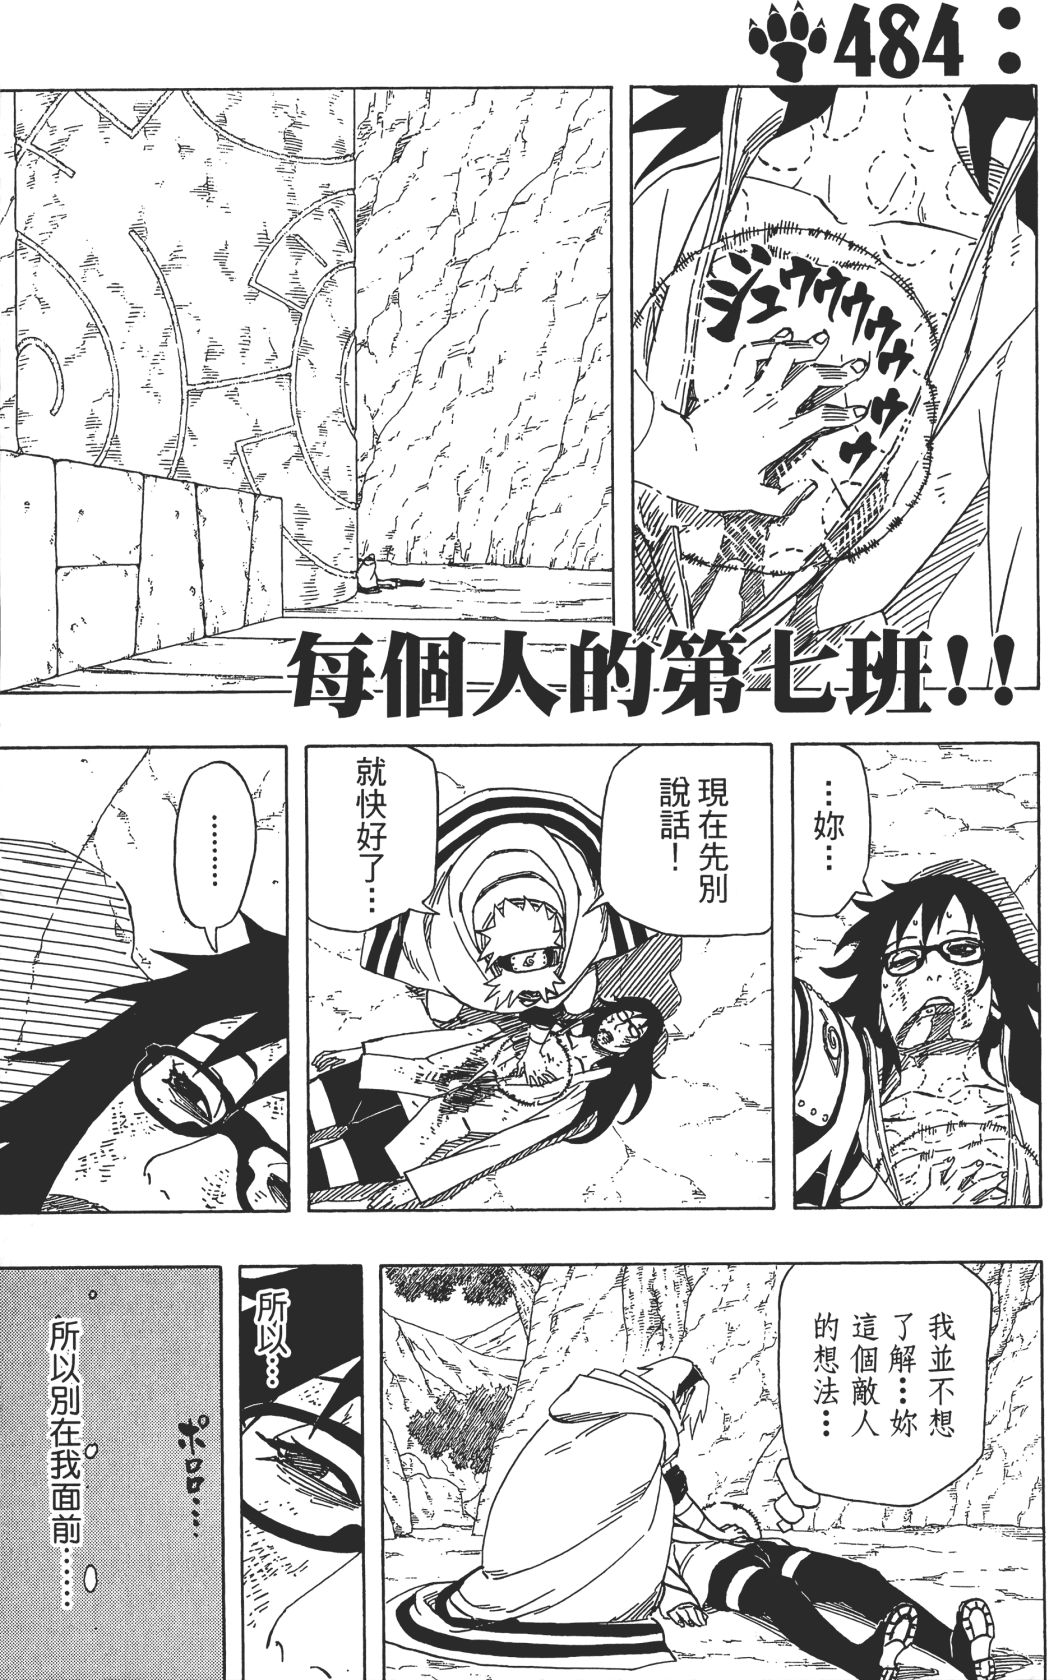 484：
ジュウウウウウウウ
每個人的第七班!!
…妳…
現在先別
說話！
就快好了…
………
我並不想
了解…妳
這個敵人
的想法…
所以…
ポロロ…
所以別在我面前……